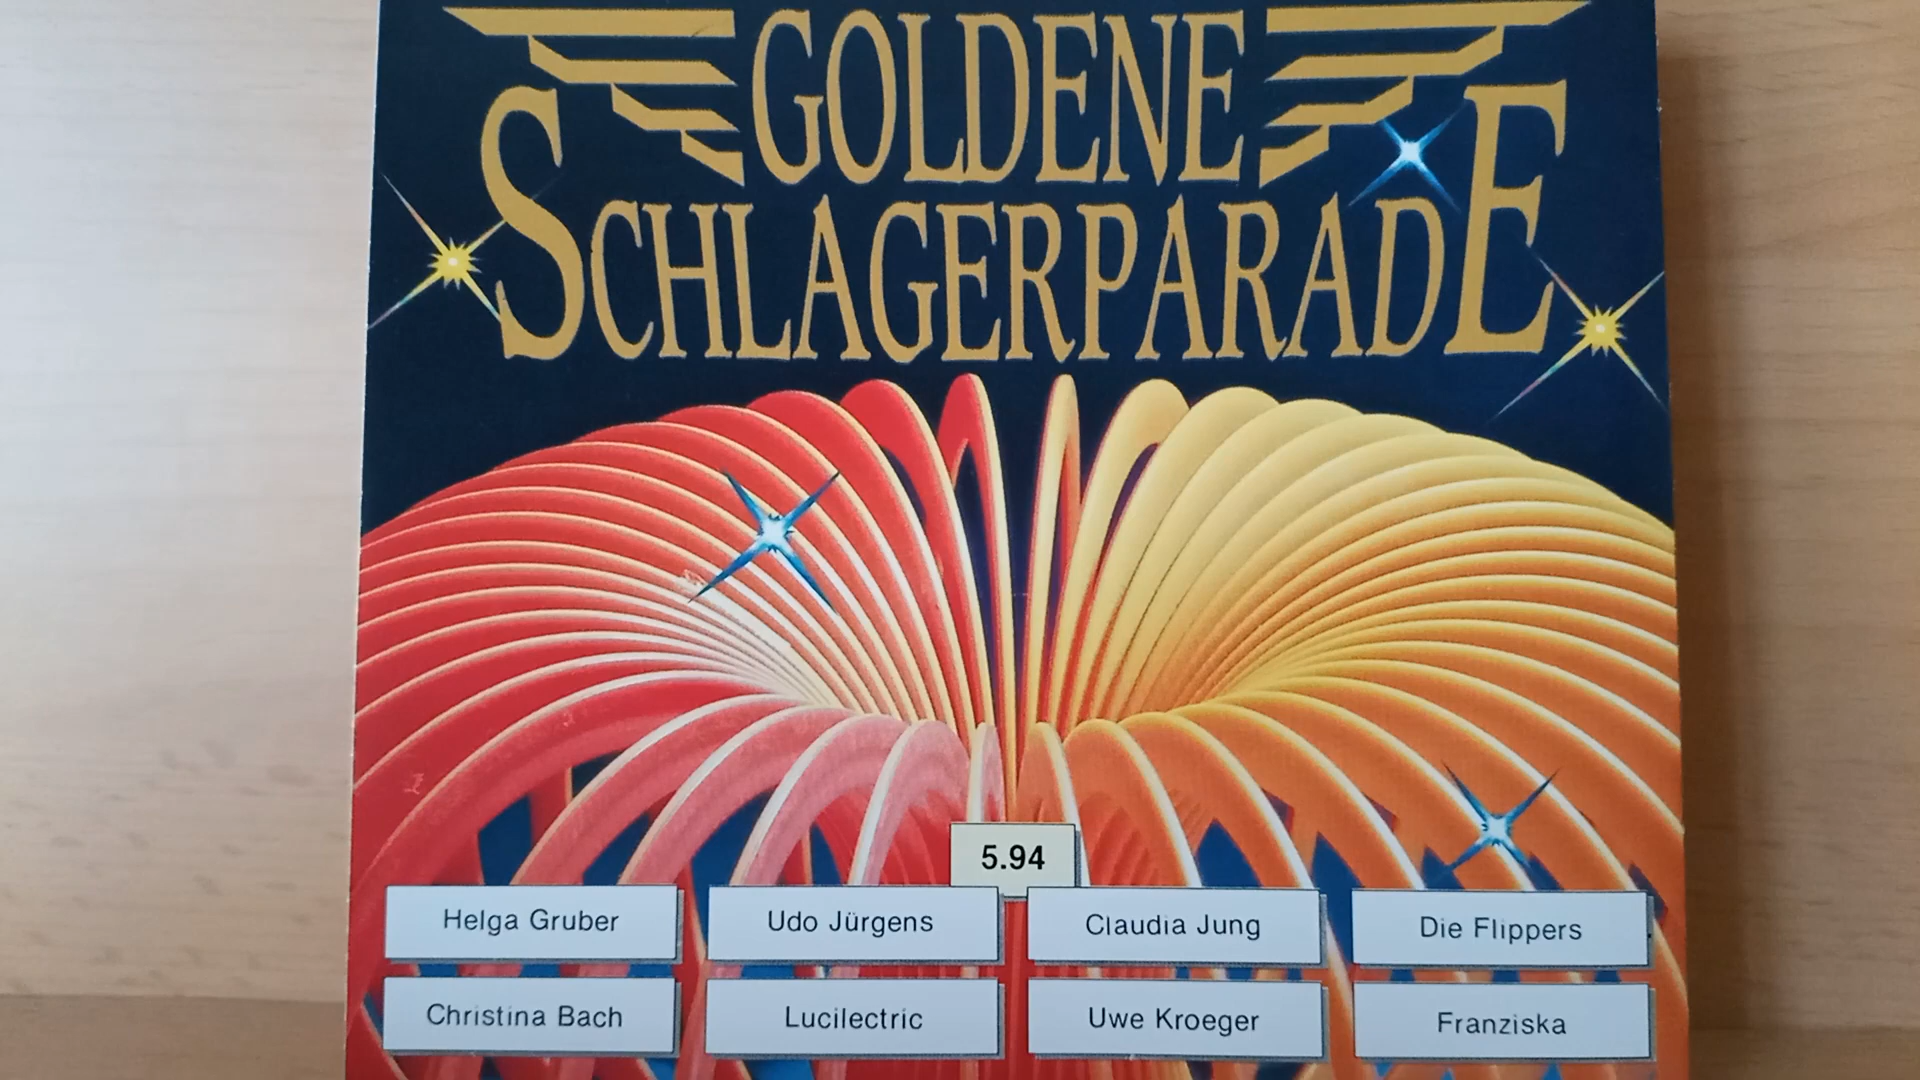 GOLDENE
SCHLAGERPARADE
5.94
Helga Gruber
Udo Jürgens
Claudia Jung
Die Flippers
Christina Bach
Lucilectric
Uwe Kroeger
Franziska